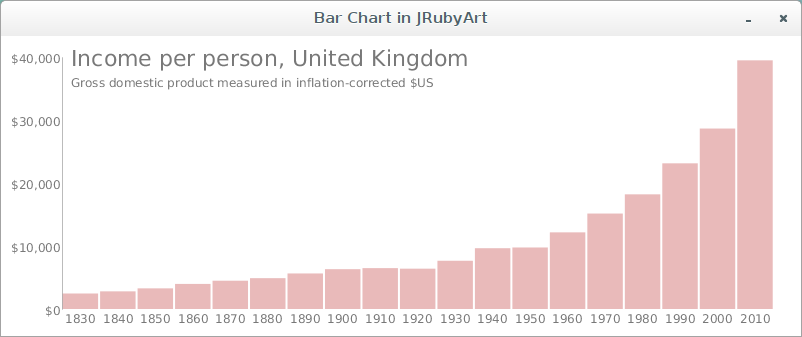 Bar Chart in JRubyArt
Income per person, United Kingdom
Gross domestic product measured in inflation-corrected $US
$40,000
$30,000
$20,000
$10,000
$0
1830 1840 1850 1860 1870 1880 1890 1900 1910 1920 1930 1940 1950 1960 1970 1980 1990 2000 2010